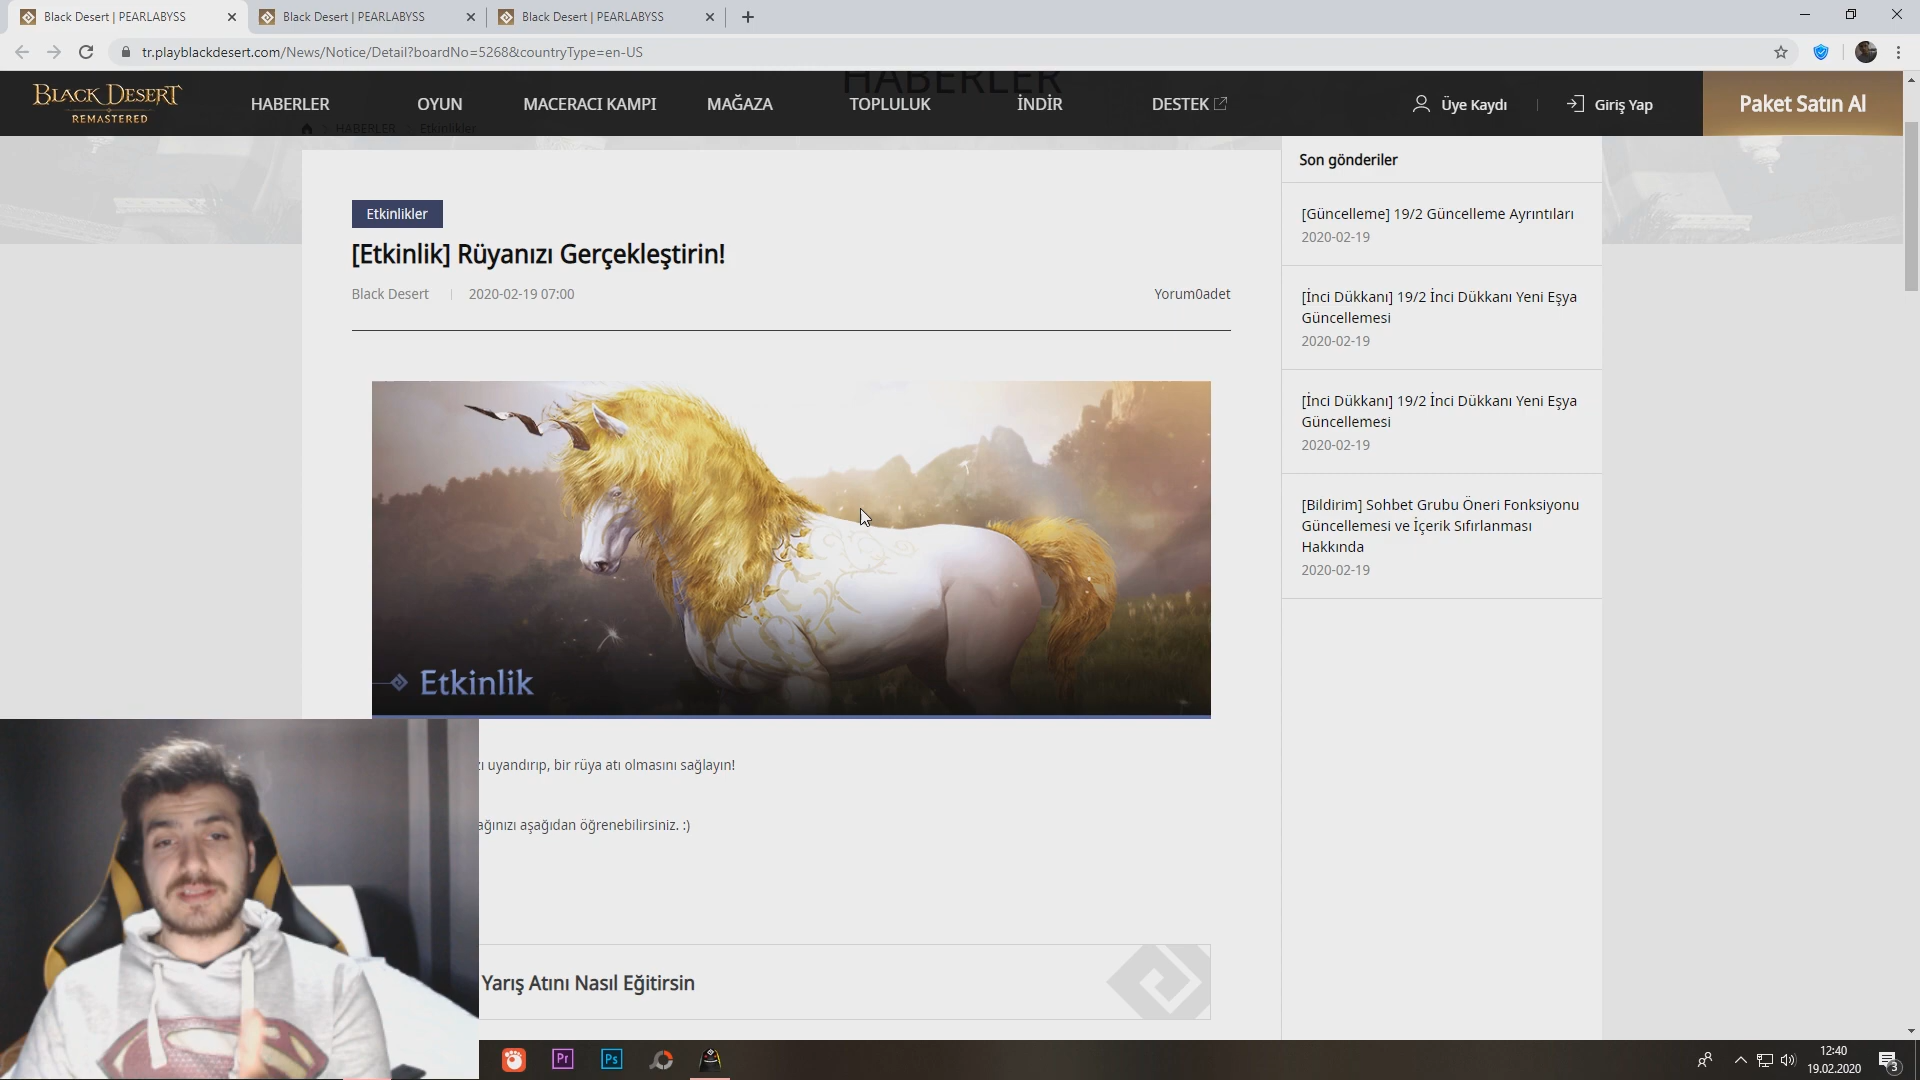 Black Desert | PEARLABYSS
Black Desert | PEARLABYSS
Black Desert | PEARLABYSS
tr.playblackdesert.com/News/Notice/Detail?boardNo=5268&countryType=en-US
HABERLER
BLACK DESERT
REMASTERED
HABERLER
OYUN
MACERACI KAMPI
MAĞAZA
TOPLULUK
İNDİR
DESTEK
Üye Kaydı
Giriş Yap
Paket Satın Al
HABERLER
Etkinlikler
Etkinlikler
[Etkinlik] Rüyanızı Gerçekleştirin!
Black Desert
2020-02-19 07:00
Yorum0adet
Etkinlik
uyandırıp, bir rüya atı olmasını sağlayın!
aşağıdan öğrenebilirsiniz. :)
Yarış Atını Nasıl Eğitirsin
Son gönderiler
[Güncelleme] 19/2 Güncelleme Ayrıntıları
2020-02-19
[İnci Dükkanı] 19/2 İnci Dükkanı Yeni Eşya
Güncellemesi
2020-02-19
[İnci Dükkanı] 19/2 İnci Dükkanı Yeni Eşya
Güncellemesi
2020-02-19
[Bildirim] Sohbet Grubu Öneri Fonksiyonu
Güncellemesi ve İçerik Sıfırlanması
Hakkında
2020-02-19
Pr
Ps
12:40
19.02.2020
3